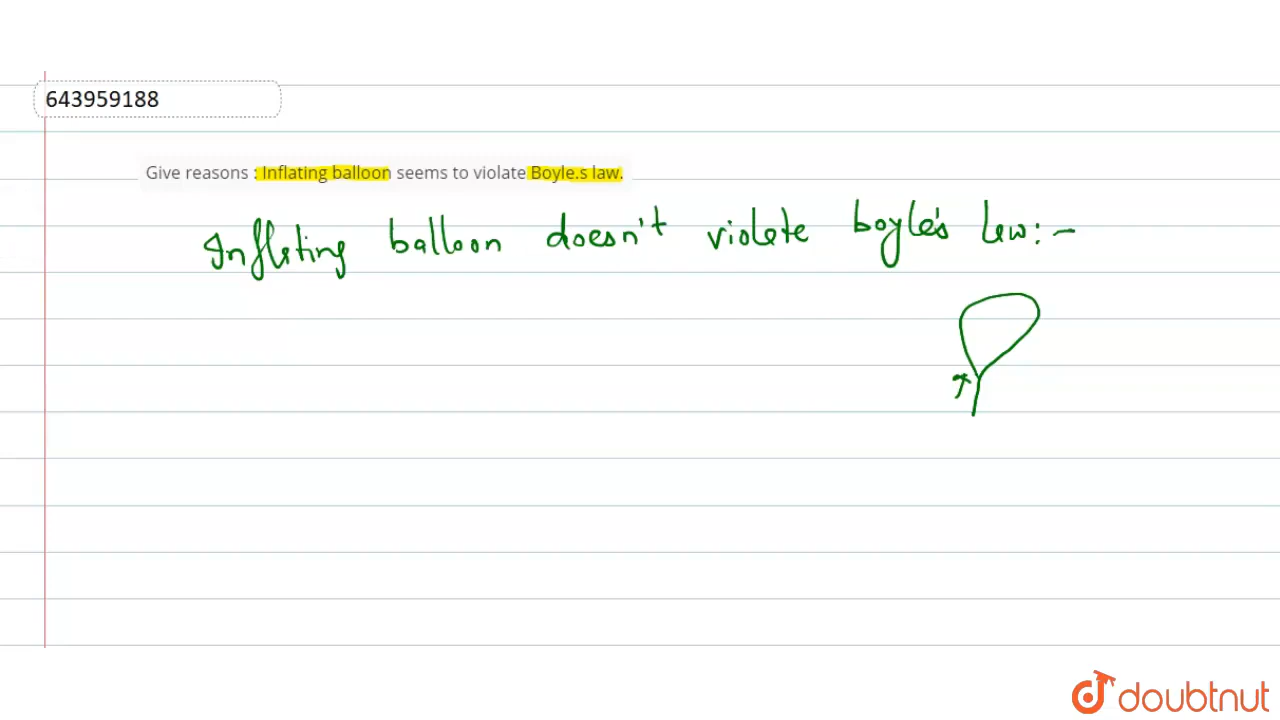 643959188
Give reasons : Inflating balloon seems to violate Boyle.s law.
Inflating balloon doesn't violate boyle's law:-
doubtnut